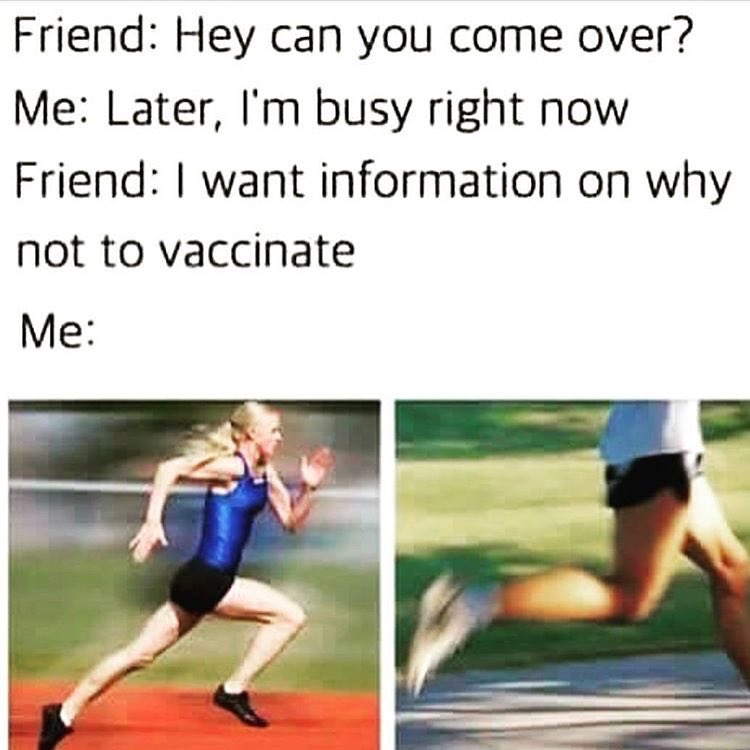 Friend: Hey can you come over?
Me: Later, I'm busy right now
Friend: I want information on why
not to vaccinate
Me: